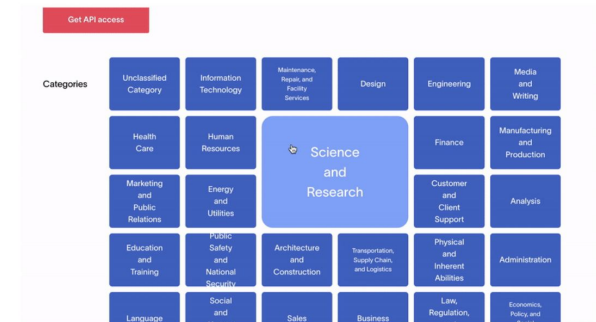 Get API access
Categories
Unclassified
Category
Information
Technology
Maintenance,
Repair, and
Facility
Services
Design
Engineering
Media
and
Writing
Health
Care
Human
Resources
Science
and
Research
Finance
Manufacturing
and
Production
Marketing
and
Public
Relations
Energy
and
Utilities
Customer
and
Client
Support
Analysis
Education
and
Training
Public
Safety
and
National
Security
Architecture
and
Construction
Transportation,
Supply Chain,
and Logistics
Physical
and
Inherent
Abilities
Administration
Language
Social
and
Sales
Business
Law,
Regulation,
Economics,
Policy, and